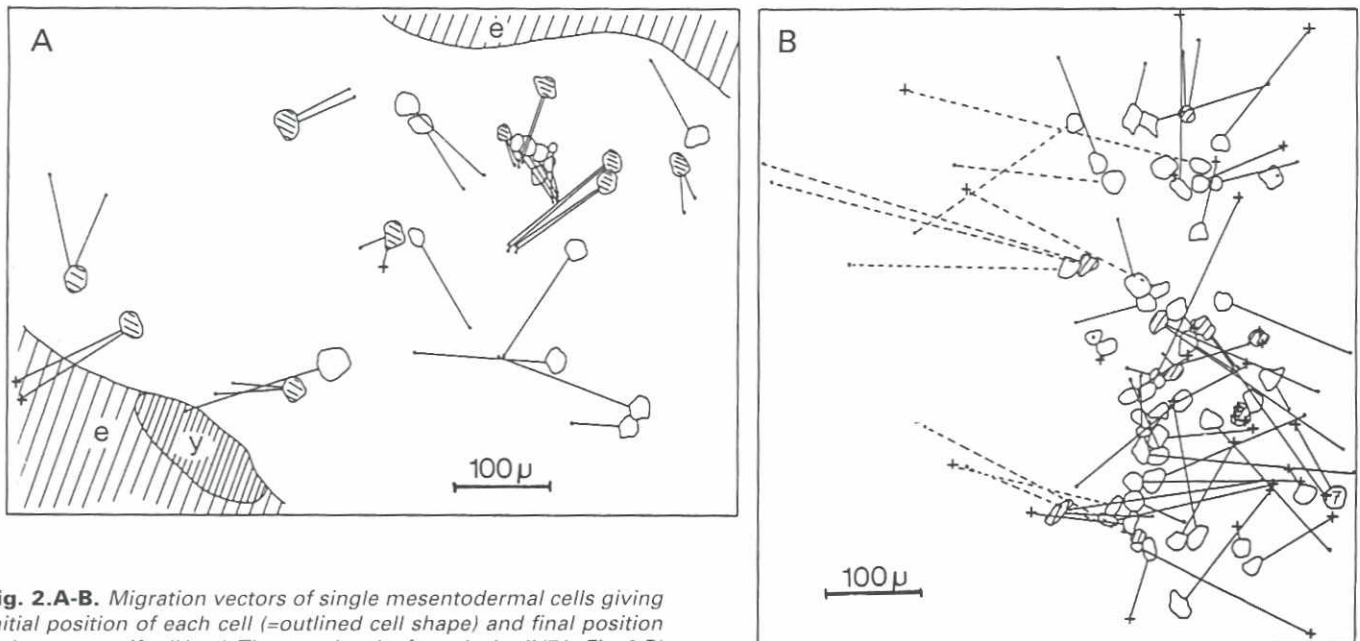 A
e
e
y
100 μ
B
7
100 μ
Fig. 2.A-B. Migration vectors of single mesentodermal cells giving
initial position of each cell (=outlined cell shape) and final position